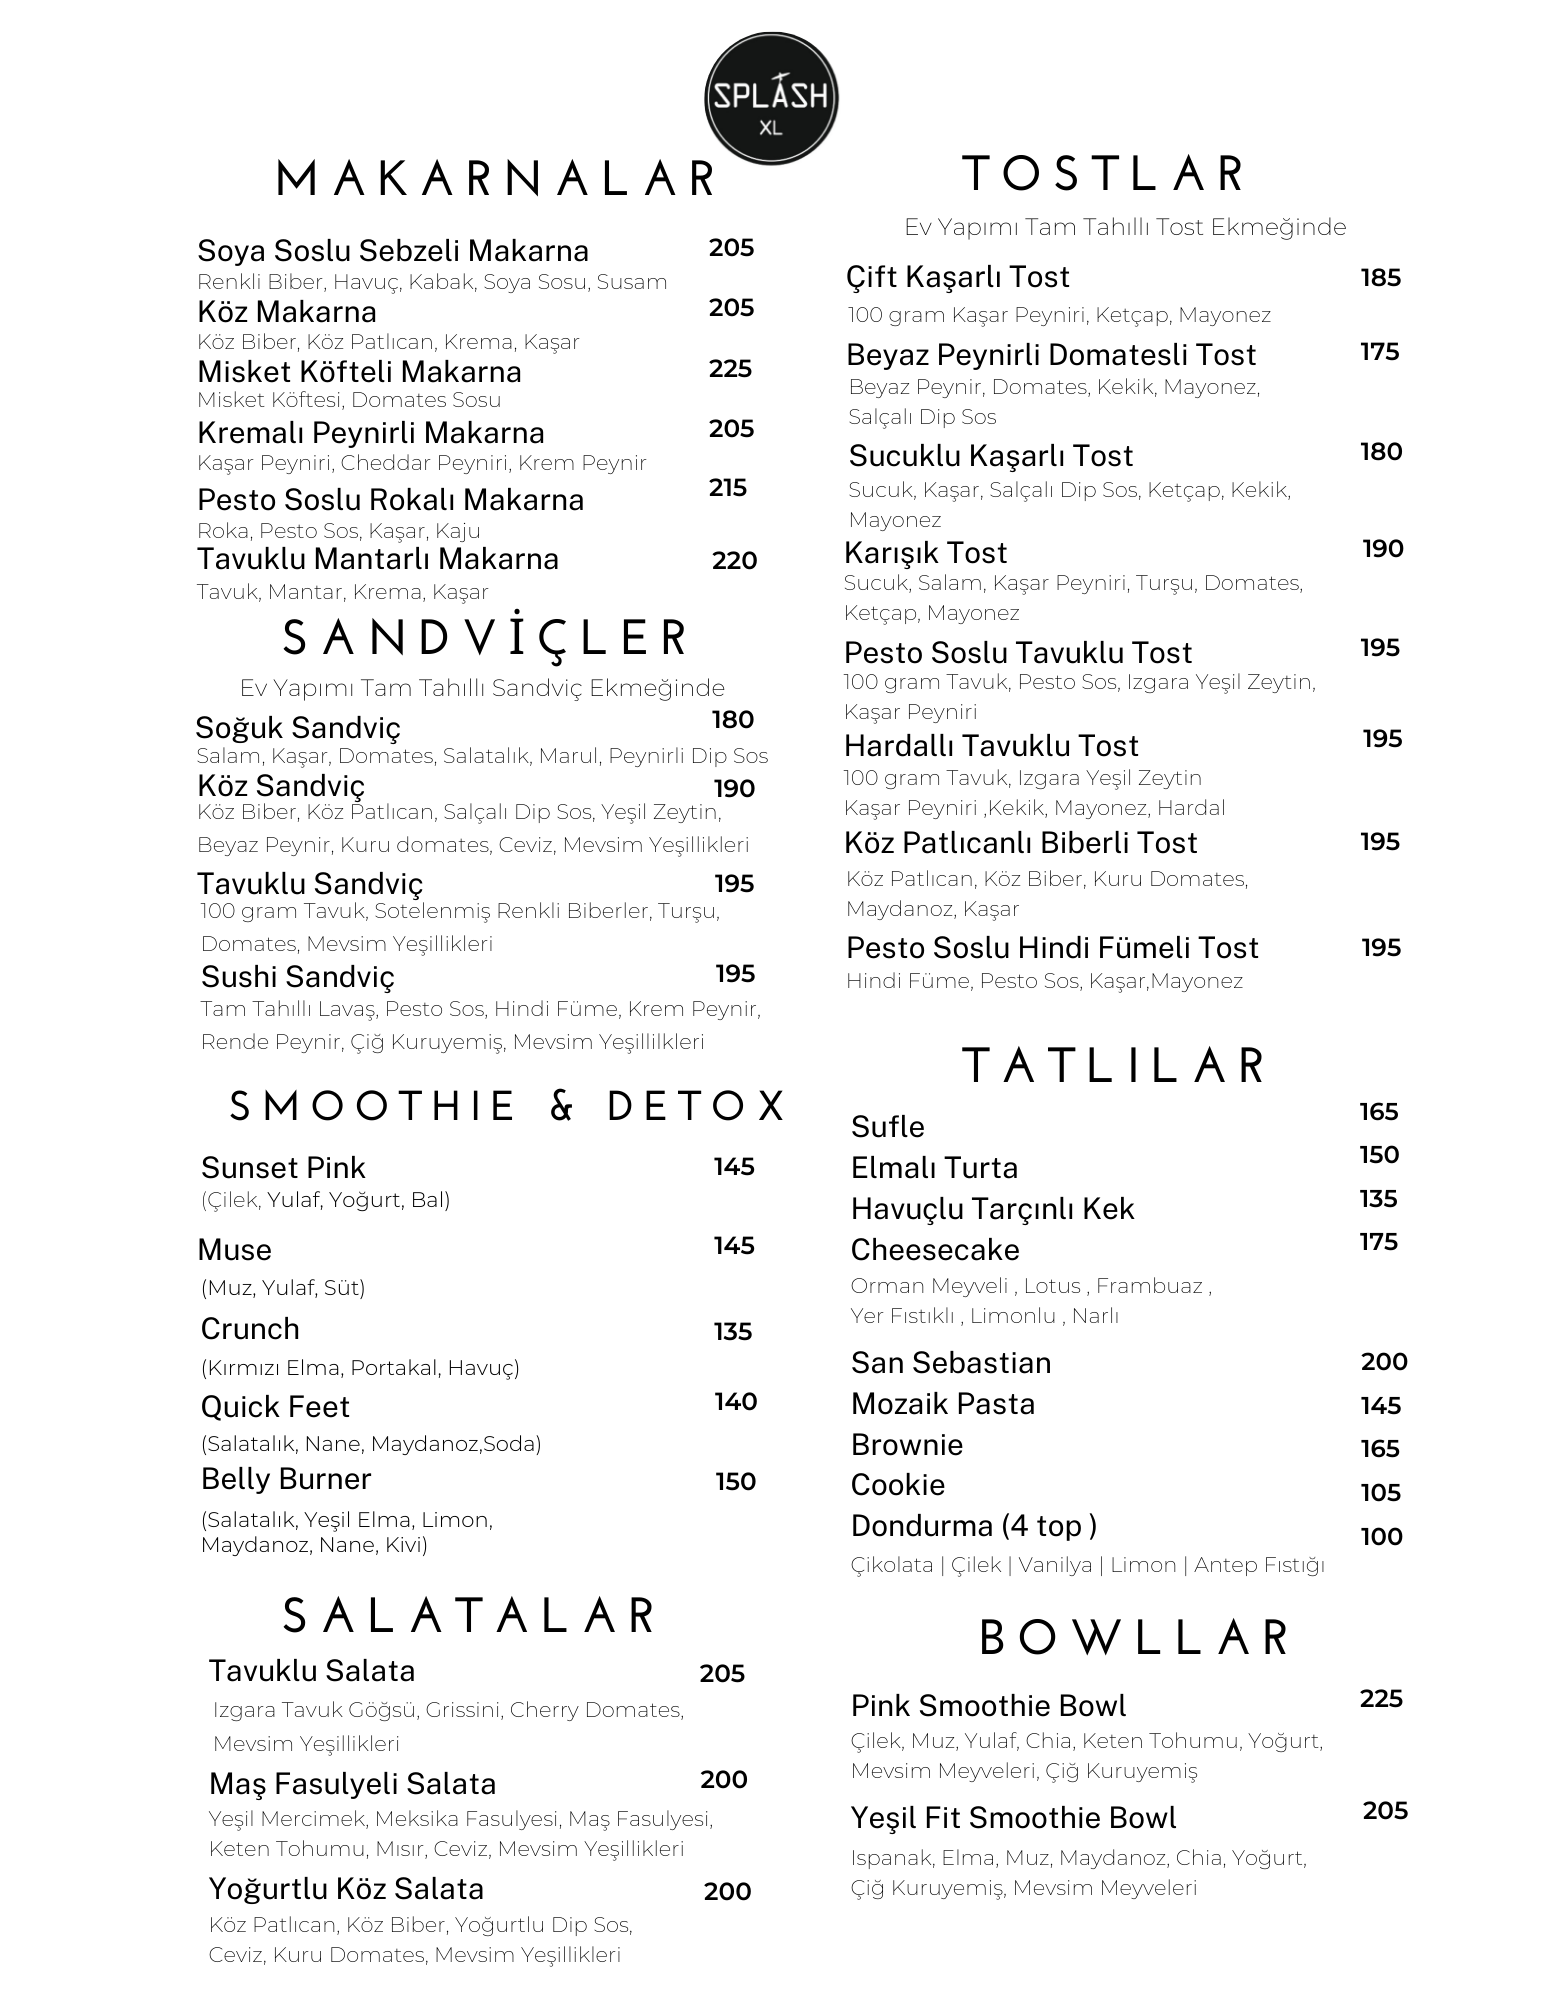 SPLASH
XL
MAKARNALAR
Soya Soslu Sebzeli Makarna 205
Renkli Biber, Havuç, Kabak, Soya Sosu, Susam
Köz Makarna 205
Köz Biber, Köz Patlıcan, Krema, Kaşar
Misket Köfteli Makarna 225
Misket Köftesi, Domates Sosu
Kremalı Peynirli Makarna 205
Kaşar Peyniri, Cheddar Peyniri, Krem Peynir
Pesto Soslu Rokalı Makarna 215
Roka, Pesto Sos, Kaşar, Kaju
Tavuklu Mantarlı Makarna 220
Tavuk, Mantar, Krema, Kaşar
SANDVİÇLER
Ev Yapımı Tam Tahıllı Sandviç Ekmeğinde
Soğuk Sandviç 180
Salam, Kaşar, Domates, Salatalık, Marul, Peynirli Dip Sos
Köz Sandviç 190
Köz Biber, Köz Patlıcan, Salçalı Dip Sos, Yeşil Zeytin,
Beyaz Peynir, Kuru domates, Ceviz, Mevsim Yeşillikleri
Tavuklu Sandviç 195
100 gram Tavuk, Sotelenmiş Renkli Biberler, Turşu,
Domates, Mevsim Yeşillikleri
Sushi Sandviç 195
Tam Tahıllı Lavaş, Pesto Sos, Hindi Füme, Krem Peynir,
Rende Peynir, Çiğ Kuruyemiş, Mevsim Yeşillilkleri
SMOOTHIE & DETOX
Sunset Pink 145
(Çilek, Yulaf, Yoğurt, Bal)
Muse 145
(Muz, Yulaf, Süt)
Crunch 135
(Kırmızı Elma, Portakal, Havuç)
Quick Feet 140
(Salatalık, Nane, Maydanoz,Soda)
Belly Burner 150
(Salatalık, Yeşil Elma, Limon,
Maydanoz, Nane, Kivi)
SALATALAR
Tavuklu Salata 205
Izgara Tavuk Göğsü, Grissini, Cherry Domates,
Mevsim Yeşillikleri
Maş Fasulyeli Salata 200
Yeşil Mercimek, Meksika Fasulyesi, Maş Fasulyesi,
Keten Tohumu, Mısır, Ceviz, Mevsim Yeşillikleri
Yoğurtlu Köz Salata 200
Köz Patlıcan, Köz Biber, Yoğurtlu Dip Sos,
Ceviz, Kuru Domates, Mevsim Yeşillikleri
TOSTLAR
Ev Yapımı Tam Tahıllı Tost Ekmeğinde
Çift Kaşarlı Tost 185
100 gram Kaşar Peyniri, Ketçap, Mayonez
Beyaz Peynirli Domatesli Tost 175
Beyaz Peynir, Domates, Kekik, Mayonez,
Salçalı Dip Sos
Sucuklu Kaşarlı Tost 180
Sucuk, Kaşar, Salçalı Dip Sos, Ketçap, Kekik,
Mayonez
Karışık Tost 190
Sucuk, Salam, Kaşar Peyniri, Turşu, Domates,
Ketçap, Mayonez
Pesto Soslu Tavuklu Tost 195
100 gram Tavuk, Pesto Sos, Izgara Yeşil Zeytin,
Kaşar Peyniri
Hardallı Tavuklu Tost 195
100 gram Tavuk, Izgara Yeşil Zeytin
Kaşar Peyniri ,Kekik, Mayonez, Hardal
Köz Patlıcanlı Biberli Tost 195
Köz Patlıcan, Köz Biber, Kuru Domates,
Maydanoz, Kaşar
Pesto Soslu Hindi Fümeli Tost 195
Hindi Füme, Pesto Sos, Kaşar,Mayonez
TATLILAR
Sufle 165
Elmalı Turta 150
Havuçlu Tarçınlı Kek 135
Cheesecake 175
Orman Meyveli , Lotus , Frambuaz ,
Yer Fıstıklı , Limonlu , Narlı
San Sebastian 200
Mozaik Pasta 145
Brownie 165
Cookie 105
Dondurma (4 top ) 100
Çikolata | Çilek | Vanilya | Limon | Antep Fıstığı
BOWLLAR
Pink Smoothie Bowl 225
Çilek, Muz, Yulaf, Chia, Keten Tohumu, Yoğurt,
Mevsim Meyveleri, Çiğ Kuruyemiş
Yeşil Fit Smoothie Bowl 205
Ispanak, Elma, Muz, Maydanoz, Chia, Yoğurt,
Çiğ Kuruyemiş, Mevsim Meyveleri